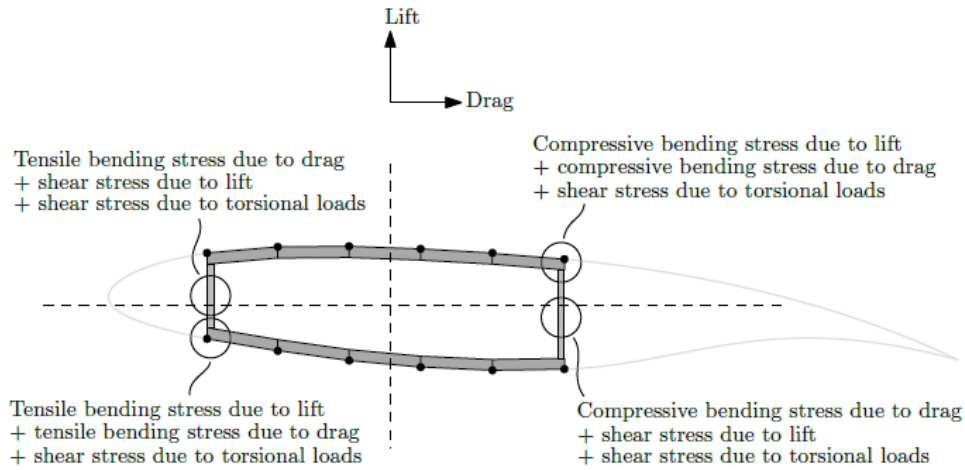 Lift
Drag
Tensile bending stress due to drag
+ shear stress due to lift
+ shear stress due to torsional loads
Compressive bending stress due to lift
+ compressive bending stress due to drag
+ shear stress due to torsional loads
Tensile bending stress due to lift
+ tensile bending stress due to drag
+ shear stress due to torsional loads
Compressive bending stress due to drag
+ shear stress due to lift
+ shear stress due to torsional loads